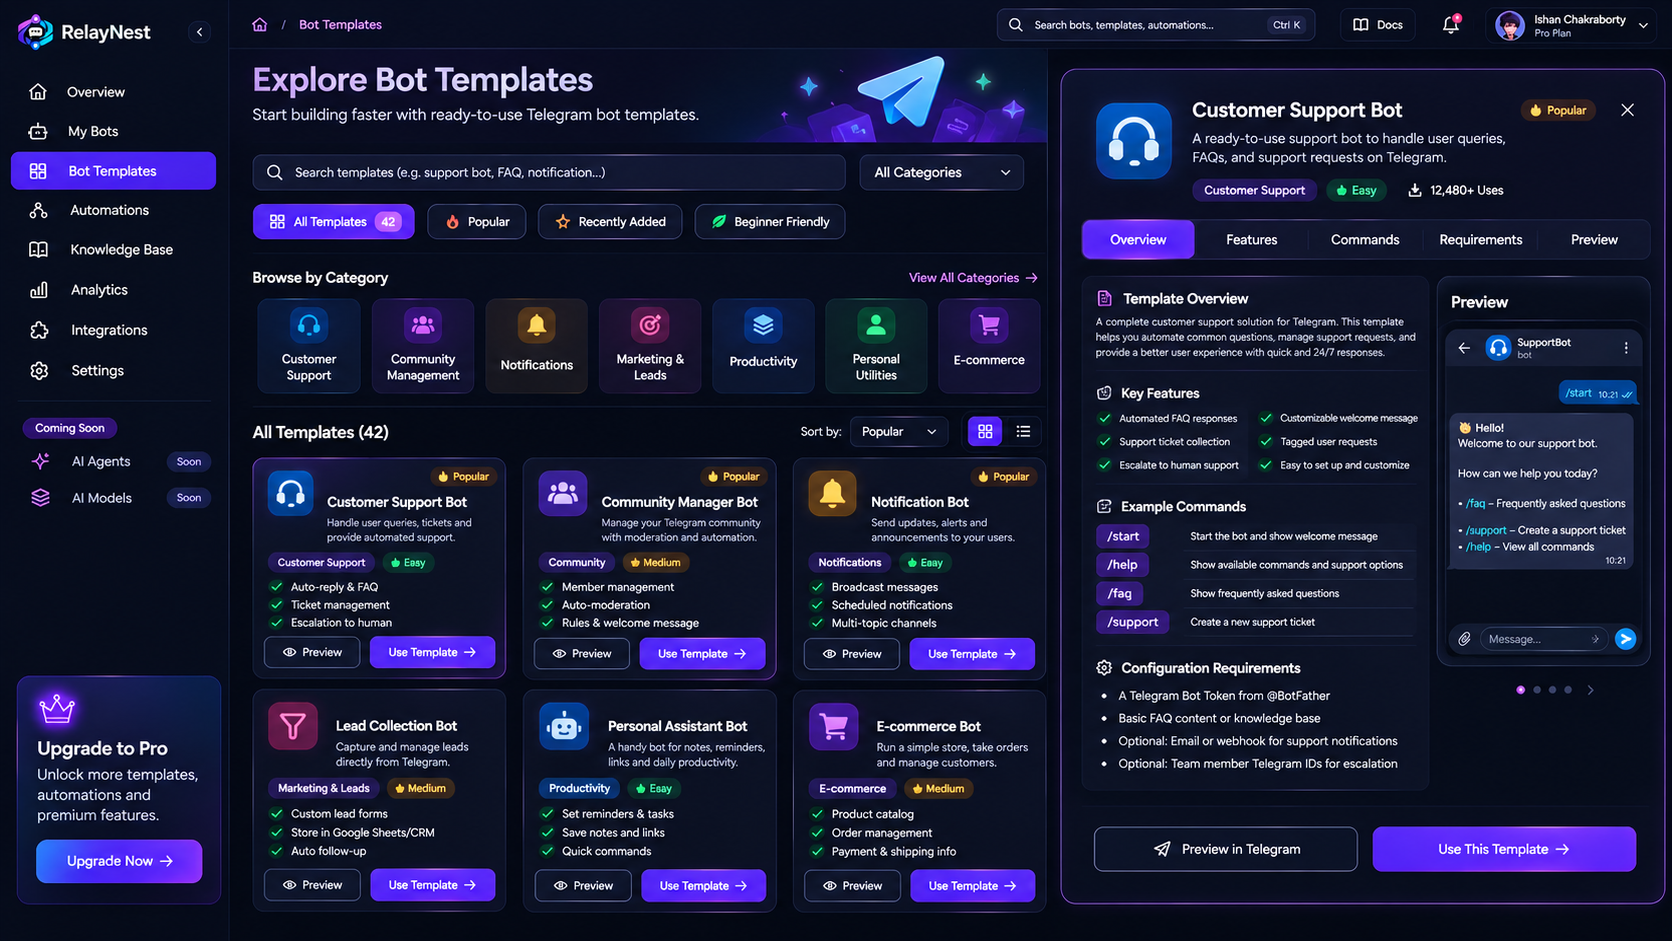 RelayNest
Overview
My Bots
Bot Templates
Automations
Knowledge Base
Analytics
Integrations
Settings
Coming Soon
AI Agents Soon
AI Models Soon
Upgrade to Pro
Unlock more templates,
automations and
premium features.
Upgrade Now →
/ Bot Templates
Search bots, templates, automations... Ctrl K
Docs
Ishan Chakraborty
Pro Plan
Explore Bot Templates
Start building faster with ready-to-use Telegram bot templates.
Search templates (e.g. support bot, FAQ, notification...)
All Categories
All Templates 42
Popular
Recently Added
Beginner Friendly
Browse by Category
View All Categories →
Customer
Support
Community
Management
Notifications
Marketing &
Leads
Productivity
Personal
Utilities
E-commerce
All Templates (42)
Sort by: Popular
Popular
Customer Support Bot
Handle user queries, tickets and
provide automated support.
Customer Support Easy
Auto-reply & FAQ
Ticket management
Escalation to human
Preview Use Template →
Popular
Community Manager Bot
Manage your Telegram community
with moderation and automation.
Community Medium
Member management
Auto-moderation
Rules & welcome message
Preview Use Template →
Popular
Notification Bot
Send updates, alerts and
announcements to your users.
Notifications Easy
Broadcast messages
Scheduled notifications
Multi-topic channels
Preview Use Template →
Lead Collection Bot
Capture and manage leads
directly from Telegram.
Marketing & Leads Medium
Custom lead forms
Store in Google Sheets/CRM
Auto follow-up
Preview Use Template →
Personal Assistant Bot
A handy bot for notes, reminders,
links and daily productivity.
Productivity Easy
Set reminders & tasks
Save notes and links
Quick commands
Preview Use Template →
E-commerce Bot
Run a simple store, take orders
and manage customers.
E-commerce Medium
Product catalog
Order management
Payment & shipping info
Preview Use Template →
Customer Support Bot
Popular
A ready-to-use support bot to handle user queries,
FAQs, and support requests on Telegram.
Customer Support Easy 12,480+ Uses
Overview Features Commands Requirements Preview
Template Overview
A complete customer support solution for Telegram. This template
helps you automate common questions, manage support requests, and
provide a better user experience with quick and 24/7 responses.
Key Features
Automated FAQ responses Customizable welcome message
Support ticket collection Tagged user requests
Escalate to human support Easy to set up and customize
Example Commands
/start Start the bot and show welcome message
/help Show available commands and support options
/faq Show frequently asked questions
/support Create a new support ticket
Configuration Requirements
• A Telegram Bot Token from @BotFather
• Basic FAQ content or knowledge base
• Optional: Email or webhook for support notifications
• Optional: Team member Telegram IDs for escalation
Preview
SupportBot
bot
/start 10:21
Hello!
Welcome to our support bot.
How can we help you today?
• /faq – Frequently asked questions
• /support – Create a support ticket
• /help – View all commands
10:21
Message...
Preview in Telegram
Use This Template →